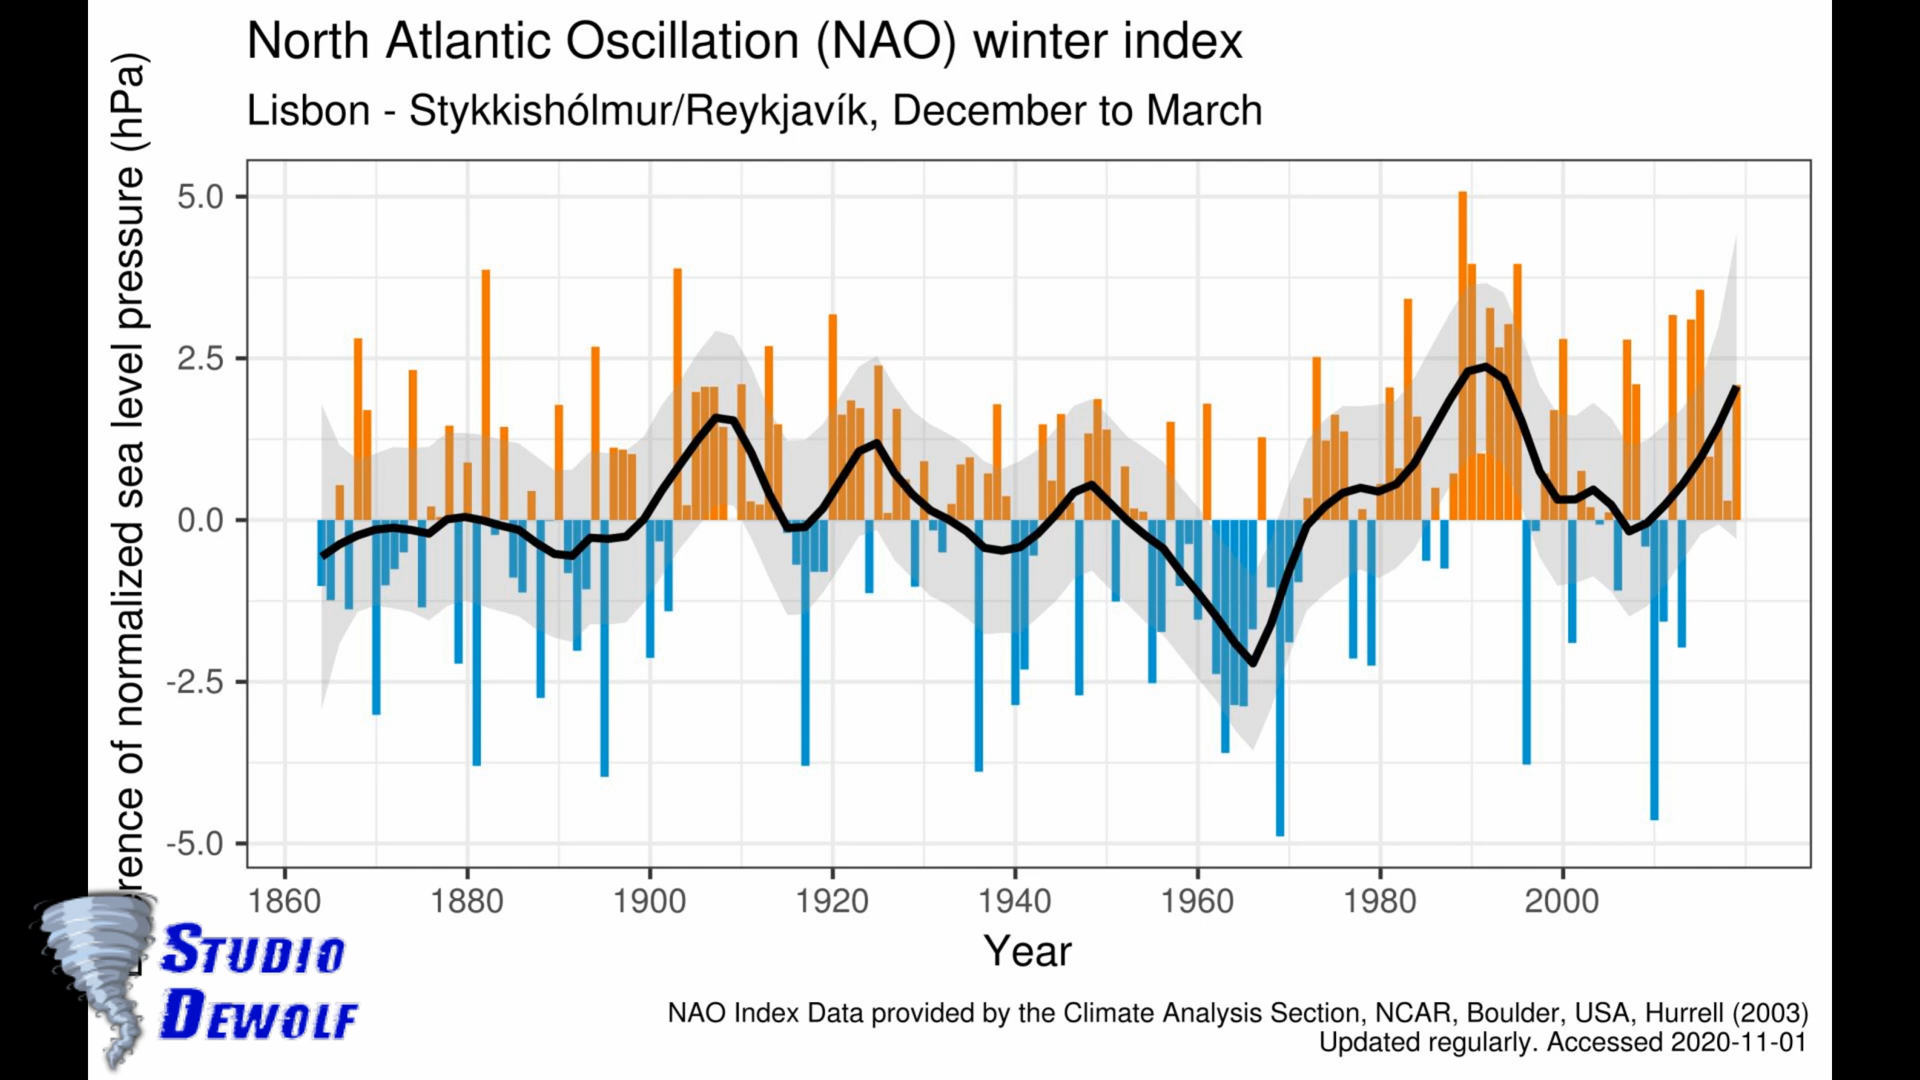 North Atlantic Oscillation (NAO) winter index
Lisbon - Stykkishólmur/Reykjavík, December to March
of normalized sea level pressure (hPa)
5.0
2.5
0.0
-2.5
-5.0
1860 1880 1900 1920 1940 1960 1980 2000
Year
NAO Index Data provided by the Climate Analysis Section, NCAR, Boulder, USA, Hurrell (2003)
Updated regularly. Accessed 2020-11-01
STUDIO
DEWOLF